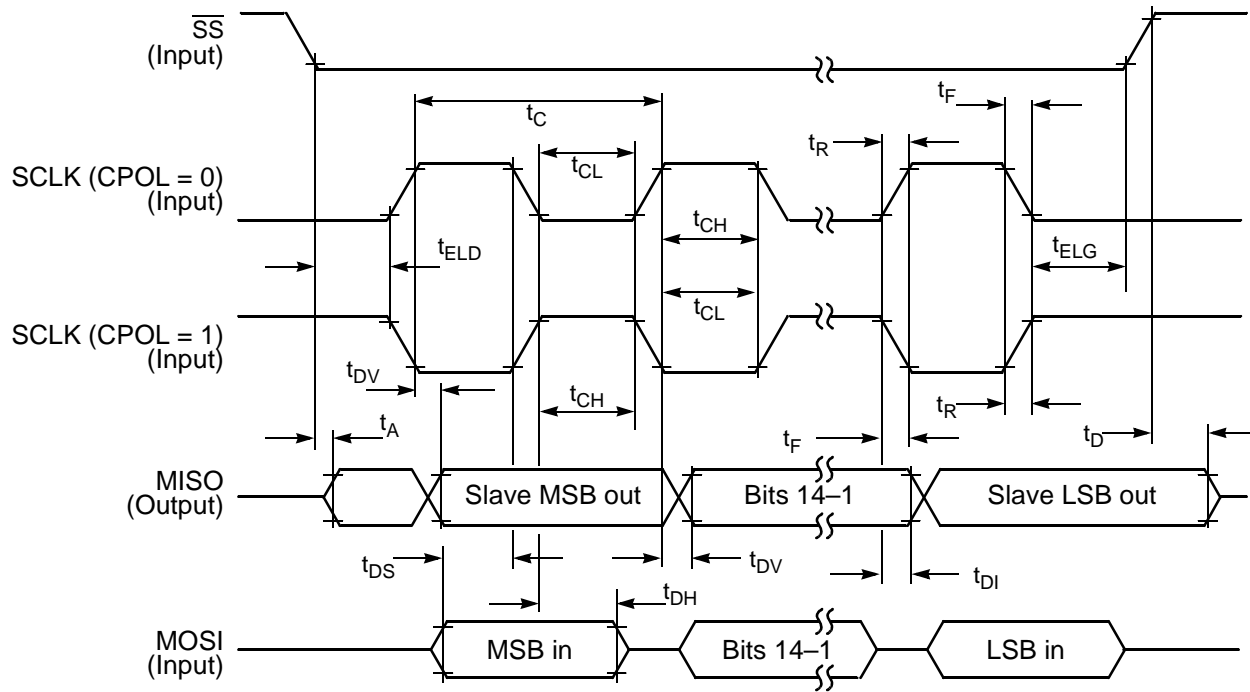 SS
(Input)
tF
tC
tR
tCL
SCLK (CPOL = 0)
(Input)
tCH
tELD
tELG
tCL
SCLK (CPOL = 1)
(Input)
tDV
tCH
tR
tA
tF
tD
MISO
(Output)
Slave MSB out
Bits 14–1
Slave LSB out
tDS
tDV
tDI
tDH
MOSI
(Input)
MSB in
Bits 14–1
LSB in